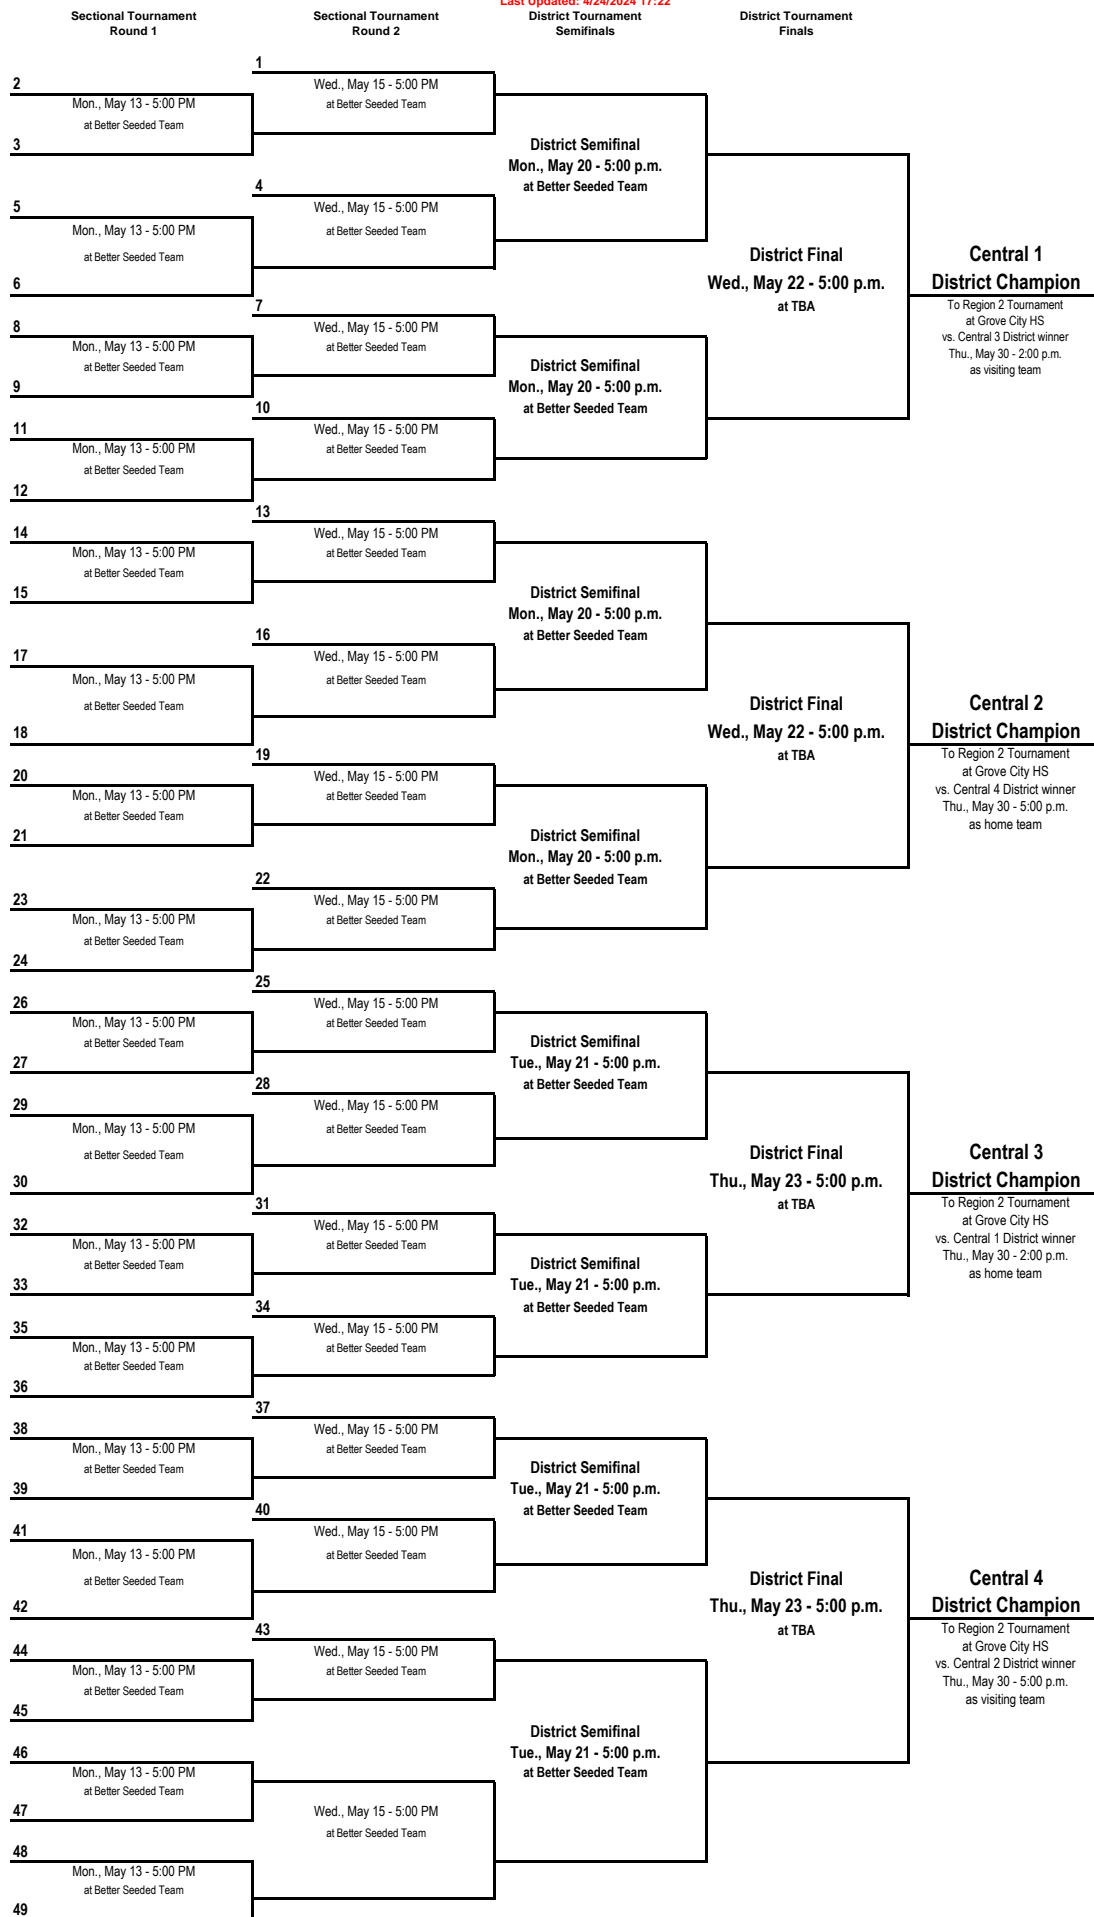 Last Updated: 4/24/2024 17:22
Sectional Tournament
Round 1
Sectional Tournament
Round 2
District Tournament
Semifinals
District Tournament
Finals
1
Wed., May 15 - 5:00 PM
at Better Seeded Team
2
Mon., May 13 - 5:00 PM
at Better Seeded Team
3
District Semifinal
Mon., May 20 - 5:00 p.m.
at Better Seeded Team
4
Wed., May 15 - 5:00 PM
at Better Seeded Team
5
Mon., May 13 - 5:00 PM
at Better Seeded Team
6
District Final
Wed., May 22 - 5:00 p.m.
at TBA
Central 1
District Champion
To Region 2 Tournament
at Grove City HS
vs. Central 3 District winner
Thu., May 30 - 2:00 p.m.
as visiting team
7
Wed., May 15 - 5:00 PM
at Better Seeded Team
8
Mon., May 13 - 5:00 PM
at Better Seeded Team
9
District Semifinal
Mon., May 20 - 5:00 p.m.
at Better Seeded Team
10
Wed., May 15 - 5:00 PM
at Better Seeded Team
11
Mon., May 13 - 5:00 PM
at Better Seeded Team
12
13
Wed., May 15 - 5:00 PM
at Better Seeded Team
14
Mon., May 13 - 5:00 PM
at Better Seeded Team
15
District Semifinal
Mon., May 20 - 5:00 p.m.
at Better Seeded Team
16
Wed., May 15 - 5:00 PM
at Better Seeded Team
17
Mon., May 13 - 5:00 PM
at Better Seeded Team
18
District Final
Wed., May 22 - 5:00 p.m.
at TBA
Central 2
District Champion
To Region 2 Tournament
at Grove City HS
vs. Central 4 District winner
Thu., May 30 - 5:00 p.m.
as home team
19
Wed., May 15 - 5:00 PM
at Better Seeded Team
20
Mon., May 13 - 5:00 PM
at Better Seeded Team
21
District Semifinal
Mon., May 20 - 5:00 p.m.
at Better Seeded Team
22
Wed., May 15 - 5:00 PM
at Better Seeded Team
23
Mon., May 13 - 5:00 PM
at Better Seeded Team
24
25
Wed., May 15 - 5:00 PM
at Better Seeded Team
26
Mon., May 13 - 5:00 PM
at Better Seeded Team
27
District Semifinal
Tue., May 21 - 5:00 p.m.
at Better Seeded Team
28
Wed., May 15 - 5:00 PM
at Better Seeded Team
29
Mon., May 13 - 5:00 PM
at Better Seeded Team
30
District Final
Thu., May 23 - 5:00 p.m.
at TBA
Central 3
District Champion
To Region 2 Tournament
at Grove City HS
vs. Central 1 District winner
Thu., May 30 - 2:00 p.m.
as home team
31
Wed., May 15 - 5:00 PM
at Better Seeded Team
32
Mon., May 13 - 5:00 PM
at Better Seeded Team
33
District Semifinal
Tue., May 21 - 5:00 p.m.
at Better Seeded Team
34
Wed., May 15 - 5:00 PM
at Better Seeded Team
35
Mon., May 13 - 5:00 PM
at Better Seeded Team
36
37
Wed., May 15 - 5:00 PM
at Better Seeded Team
38
Mon., May 13 - 5:00 PM
at Better Seeded Team
39
District Semifinal
Tue., May 21 - 5:00 p.m.
at Better Seeded Team
40
Wed., May 15 - 5:00 PM
at Better Seeded Team
41
Mon., May 13 - 5:00 PM
at Better Seeded Team
42
District Final
Thu., May 23 - 5:00 p.m.
at TBA
Central 4
District Champion
To Region 2 Tournament
at Grove City HS
vs. Central 2 District winner
Thu., May 30 - 5:00 p.m.
as visiting team
43
Wed., May 15 - 5:00 PM
at Better Seeded Team
44
Mon., May 13 - 5:00 PM
at Better Seeded Team
45
District Semifinal
Tue., May 21 - 5:00 p.m.
at Better Seeded Team
46
Mon., May 13 - 5:00 PM
at Better Seeded Team
47
Wed., May 15 - 5:00 PM
at Better Seeded Team
48
Mon., May 13 - 5:00 PM
at Better Seeded Team
49